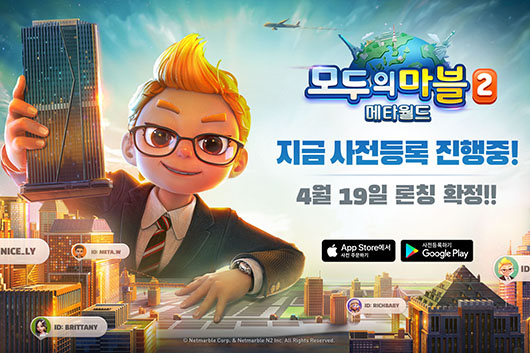 모두의마블 2
메타월드
지금 사전등록 진행중!
4월 19일 론칭 확정!!
App Store에서
사전 주문하기
사전등록하기
Google Play
NICE_LY
ID: META.W
ID: BRITTANY
ID: RICHBABY
ID:
© Netmarble Corp. & Netmarble N2 Inc. All Rights Reserved.